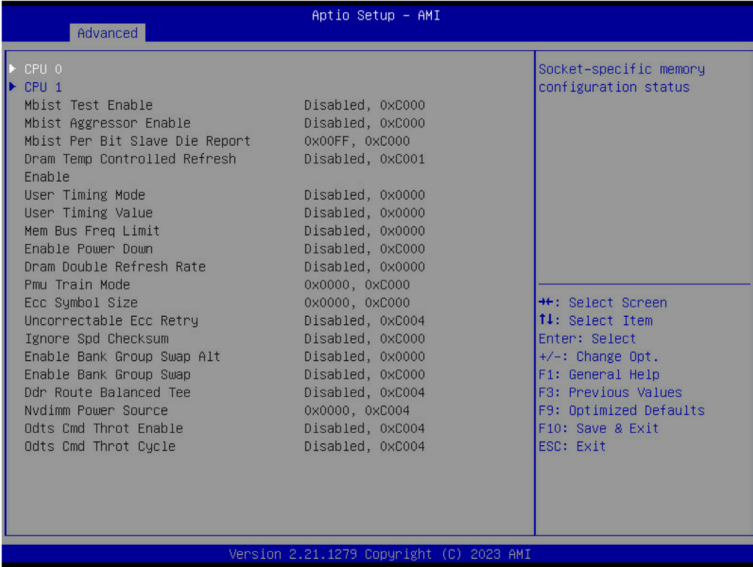 Aptio Setup – AMI
Advanced
CPU 0
CPU 1
Mbist Test Enable Disabled, 0xC000
Mbist Aggressor Enable Disabled, 0xC000
Mbist Per Bit Slave Die Report 0x00FF, 0xC000
Dram Temp Controlled Refresh Disabled, 0xC001
Enable
User Timing Mode Disabled, 0x0000
User Timing Value Disabled, 0x0000
Mem Bus Freq Limit Disabled, 0x0000
Enable Power Down Disabled, 0xC000
Dram Double Refresh Rate Disabled, 0x0000
Pmu Train Mode 0x0000, 0xC000
Ecc Symbol Size 0x0000, 0xC000
Uncorrectable Ecc Retry Disabled, 0xC004
Ignore Spd Checksum Disabled, 0xC000
Enable Bank Group Swap Alt Disabled, 0x0000
Enable Bank Group Swap Disabled, 0xC000
Ddr Route Balanced Tee Disabled, 0xC004
Nvdimm Power Source 0x0000, 0xC004
Odts Cmd Throt Enable Disabled, 0xC004
Odts Cmd Throt Cycle Disabled, 0xC004
Socket-specific memory
configuration status
→←: Select Screen
↑↓: Select Item
Enter: Select
+/-: Change Opt.
F1: General Help
F3: Previous Values
F9: Optimized Defaults
F10: Save & Exit
ESC: Exit
Version 2.21.1279 Copyright (C) 2023 AMI